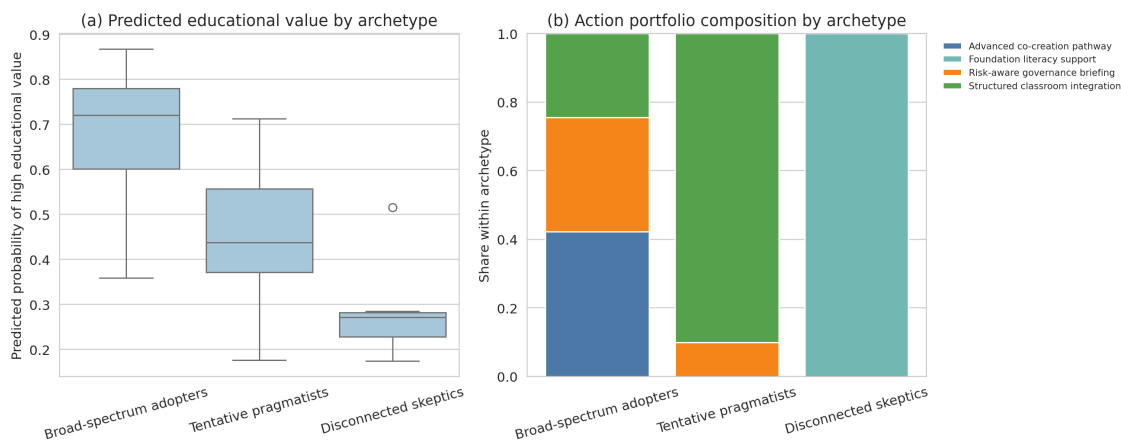 (a) Predicted educational value by archetype
Predicted probability of high educational value
0.9
0.8
0.7
0.6
0.5
0.4
0.3
0.2
Broad-spectrum adopters
Tentative pragmatists
Disconnected skeptics
(b) Action portfolio composition by archetype
Share within archetype
1.0
0.8
0.6
0.4
0.2
0.0
Broad-spectrum adopters
Tentative pragmatists
Disconnected skeptics
Advanced co-creation pathway
Foundation literacy support
Risk-aware governance briefing
Structured classroom integration